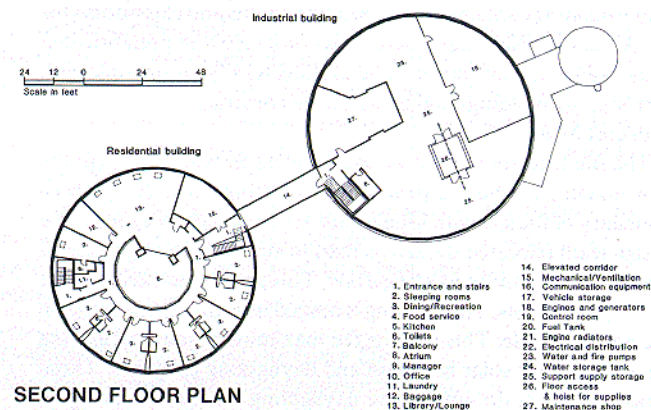 Industrial building
24 12 0 24 48
Scale in feet
Residential building
SECOND FLOOR PLAN
1. Entrance and stairs
2. Sleeping rooms
3. Dining/Recreation
4. Food service
5. Kitchen
6. Toilets
7. Balcony
8. Atrium
9. Manager
10. Office
11. Laundry
12. Baggage
13. Library/Lounge
14. Elevated corridor
15. Mechanical/Ventilation
16. Communication equipment
17. Vehicle storage
18. Engines and generators
19. Control room
20. Fuel Tank
21. Engine radiators
22. Electrical distribution
23. Water and fire pumps
24. Water storage tank
25. Support supply storage
26. Floor access
& hoist for supplies
27. Maintenance shop